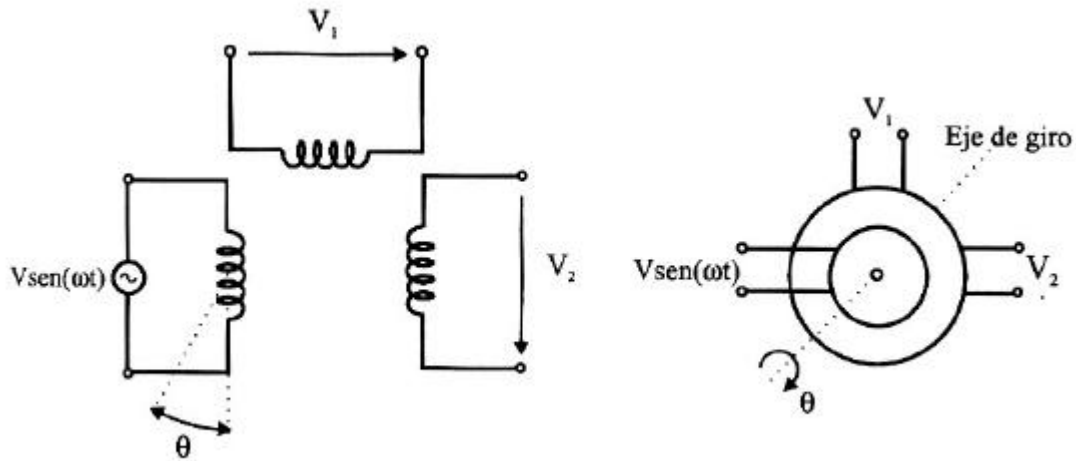 V₁
Vsen(ωt)
V₂
θ
V₁
Eje de giro
Vsen(ωt)
V₂
θ